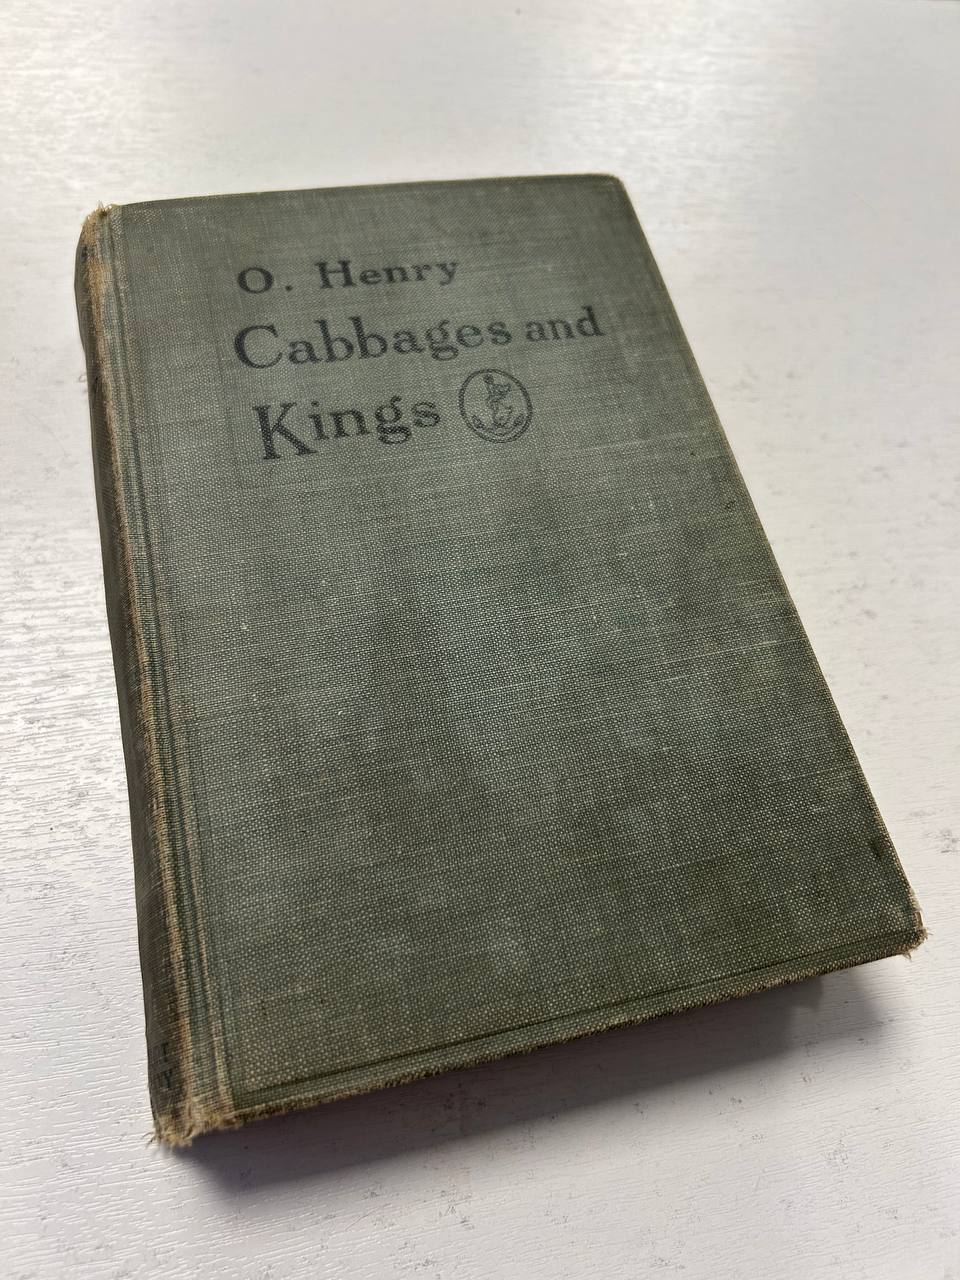 O. Henry
Cabbages and
Kings